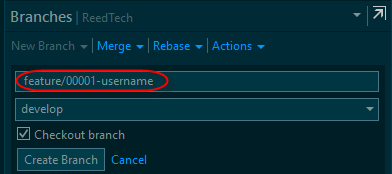 Branches | ReedTech
New Branch | Merge | Rebase | Actions
feature/00001-username
develop
Checkout branch
Create Branch Cancel